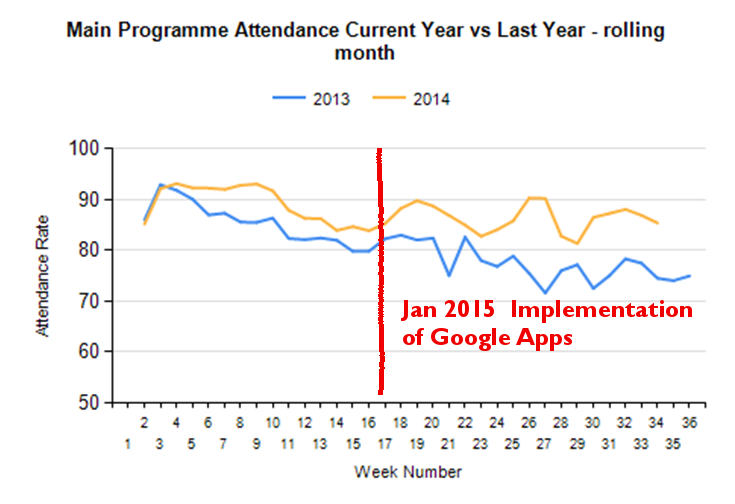 Main Programme Attendance Current Year vs Last Year - rolling
month
2013 2014
100
90
80
70
60
50
Attendance Rate
Jan 2015 Implementation
of Google Apps
2 4 6 8 10 12 14 16 18 20 22 24 26 28 30 32 34 36
1 3 5 7 9 11 13 15 17 19 21 23 25 27 29 31 33 35
Week Number